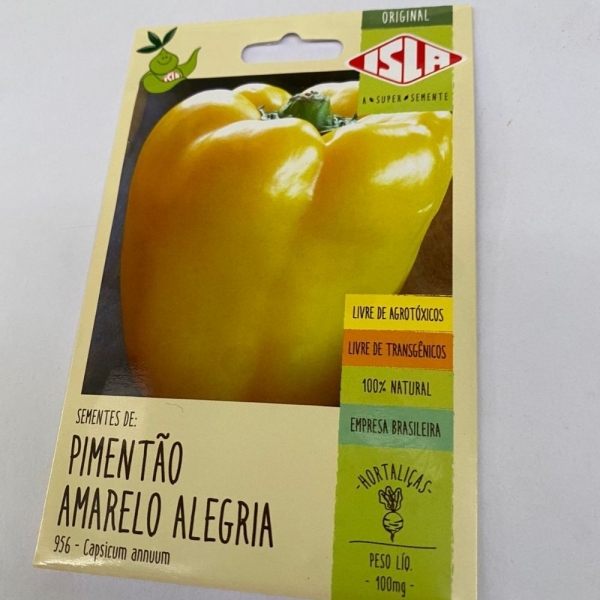 ORIGINAL
ISLA
A SUPER SEMENTE
ISLA
LIVRE DE AGROTÓXICOS
LIVRE DE TRANSGÊNICOS
100% NATURAL
EMPRESA BRASILEIRA
SEMENTES DE:
PIMENTÃO
AMARELO ALEGRIA
956 - Capsicum annuum
-HORTALIÇAS-
PESO LÍQ.
- 100mg -